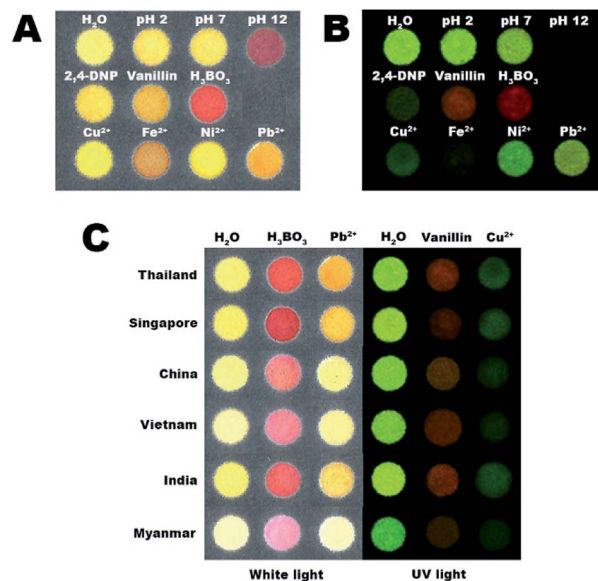 A
H₂O pH 2 pH 7 pH 12
2,4-DNP Vanillin H₃BO₃
Cu²⁺ Fe²⁺ Ni²⁺ Pb²⁺
B
H₂O pH 2 pH 7 pH 12
2,4-DNP Vanillin H₃BO₃
Cu²⁺ Fe²⁺ Ni²⁺ Pb²⁺
C
H₂O H₃BO₃ Pb²⁺ H₂O Vanillin Cu²⁺
Thailand
Singapore
China
Vietnam
India
Myanmar
White light UV light